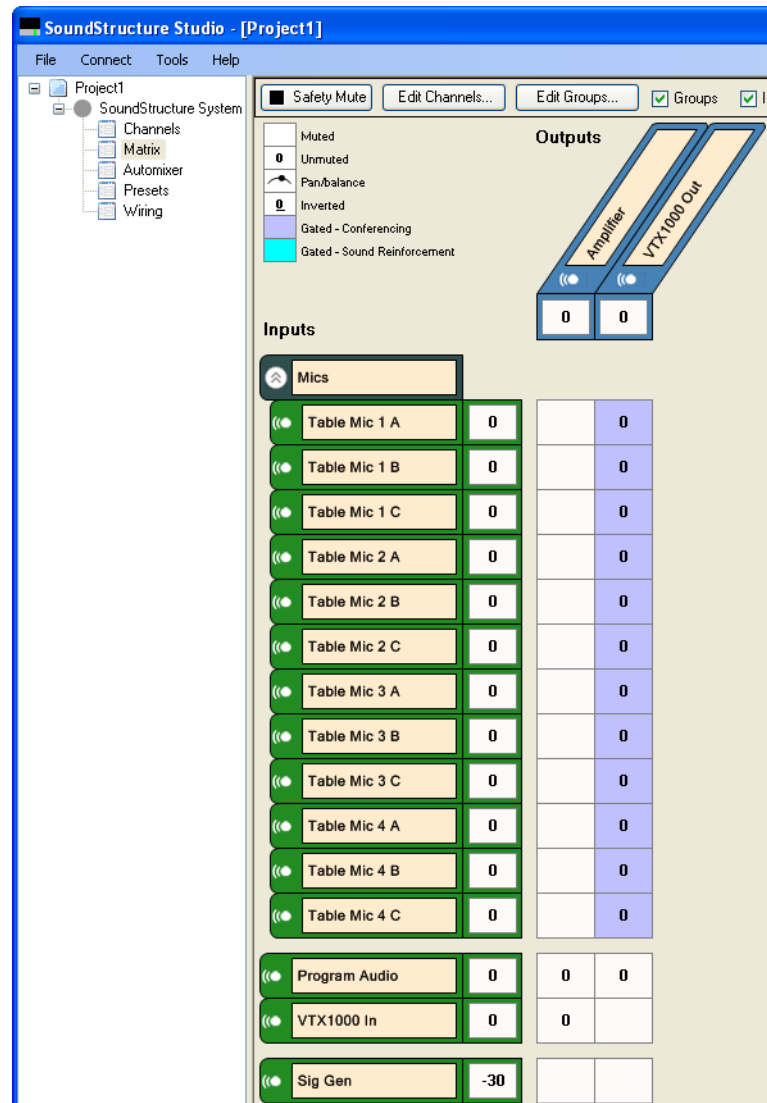 SoundStructure Studio - [Project1]
File Connect Tools Help
Project1
SoundStructure System
Channels
Matrix
Automixer
Presets
Wiring
Safety Mute Edit Channels... Edit Groups... Groups
Muted
0 Unmuted
Pan/balance
0 Inverted
Gated - Conferencing
Gated - Sound Reinforcement
Outputs
Amplifier
VTX1000 Out
0 0
Inputs
Mics
Table Mic 1 A 0 0
Table Mic 1 B 0 0
Table Mic 1 C 0 0
Table Mic 2 A 0 0
Table Mic 2 B 0 0
Table Mic 2 C 0 0
Table Mic 3 A 0 0
Table Mic 3 B 0 0
Table Mic 3 C 0 0
Table Mic 4 A 0 0
Table Mic 4 B 0 0
Table Mic 4 C 0 0
Program Audio 0 0 0
VTX1000 In 0 0
Sig Gen -30